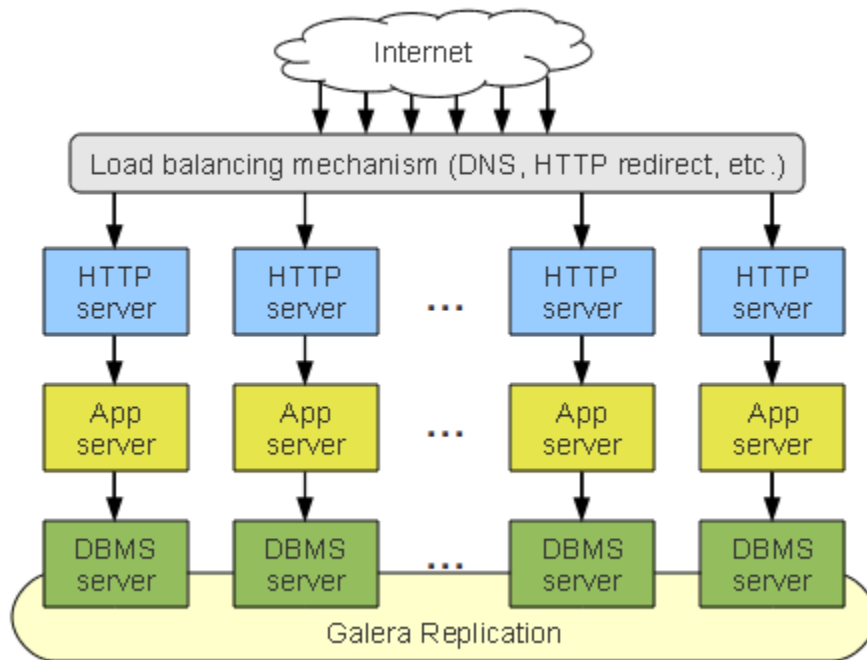 Internet
Load balancing mechanism (DNS, HTTP redirect, etc.)
HTTP server
HTTP server
...
HTTP server
HTTP server
App server
App server
...
App server
App server
DBMS server
DBMS server
...
DBMS server
DBMS server
Galera Replication